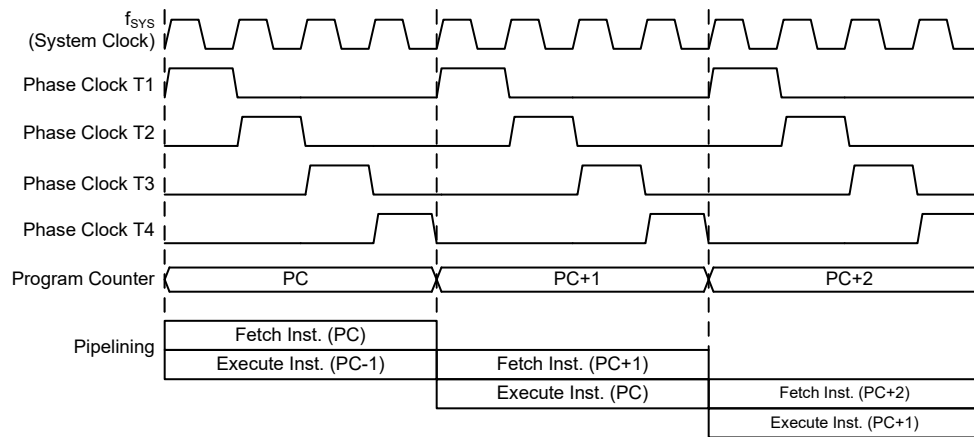 fSYS
(System Clock)
Phase Clock T1
Phase Clock T2
Phase Clock T3
Phase Clock T4
Program Counter PC PC+1 PC+2
Pipelining
Fetch Inst. (PC)
Execute Inst. (PC-1) Fetch Inst. (PC+1)
Execute Inst. (PC) Fetch Inst. (PC+2)
Execute Inst. (PC+1)